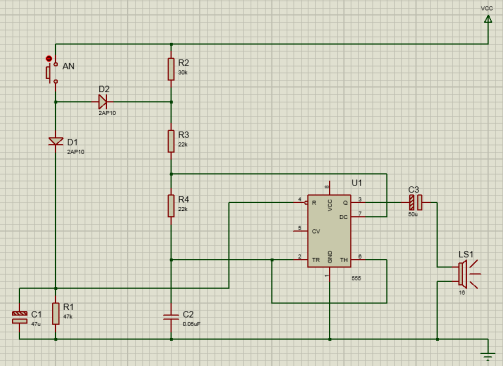 VCC
AN
R2
30k
D2
2AP10
D1
2AP10
R3
22k
R4
22k
U1
C3
50u
4
R
VCC
8
Q
3
DC
7
5
CV
2
TR
GND
1
TH
6
555
LS1
16
C1
47u
R1
47k
C2
0.05uF